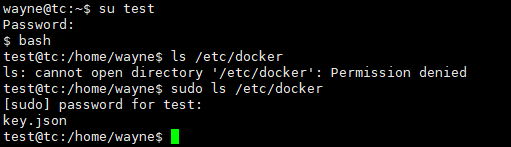 wayne@tc:~$ su test
Password:
$ bash
test@tc:/home/wayne$ ls /etc/docker
ls: cannot open directory '/etc/docker': Permission denied
test@tc:/home/wayne$ sudo ls /etc/docker
[sudo] password for test:
key.json
test@tc:/home/wayne$